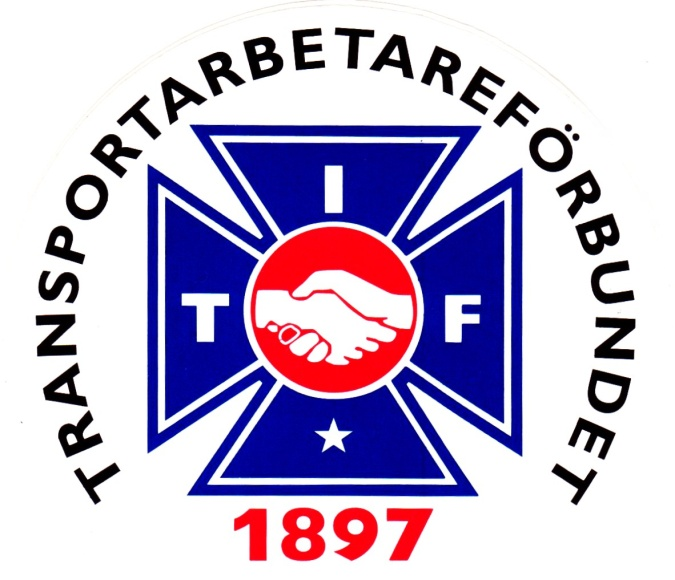 TRANSPORTARBETAREFÖRBUNDET
I
T F
1897